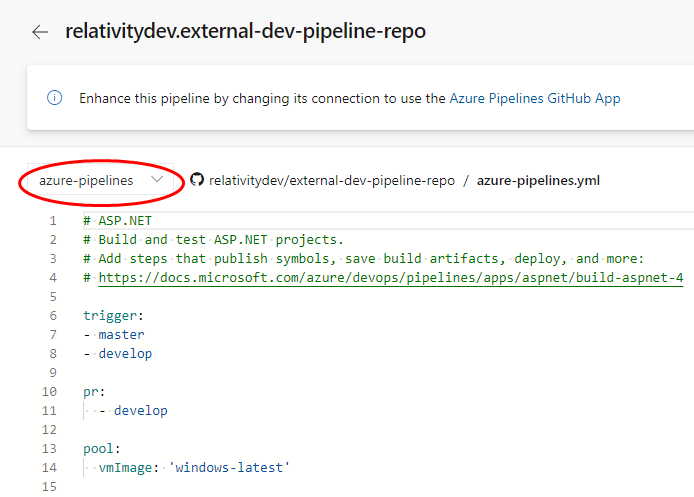 relativitydev.external-dev-pipeline-repo
Enhance this pipeline by changing its connection to use the Azure Pipelines GitHub App
azure-pipelines relativitydev/external-dev-pipeline-repo / azure-pipelines.yml
1 # ASP.NET
2 # Build and test ASP.NET projects.
3 # Add steps that publish symbols, save build artifacts, deploy, and more:
4 # https://docs.microsoft.com/azure/devops/pipelines/apps/aspnet/build-aspnet-4
5
6 trigger:
7 - master
8 - develop
9
10 pr:
11   - develop
12
13 pool:
14   vmImage: 'windows-latest'
15